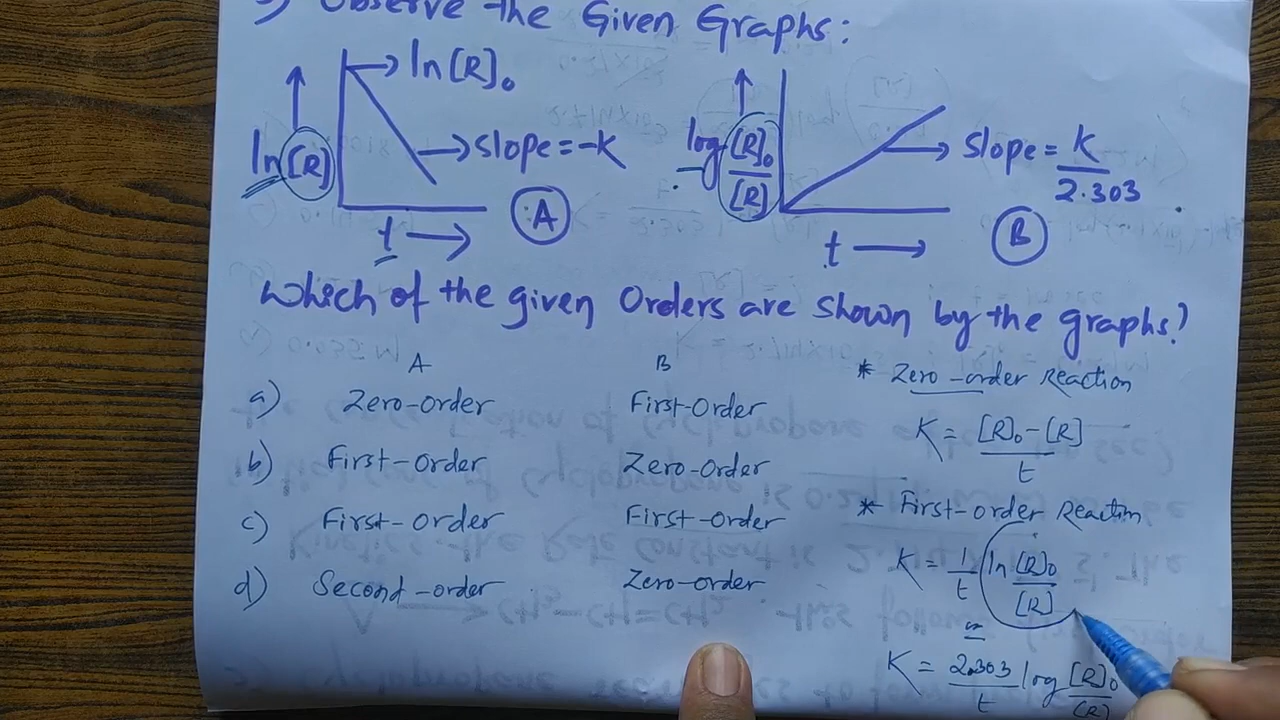 Observe the Given Graphs:
ln[R]₀
ln[R]
slope=-K
t
A
log [R]₀/[R]
Slope = K/2.303
t
B
Which of the given Orders are shown by the graphs?
A B
a) Zero-Order First-Order
b) First-Order Zero-Order
c) First-Order First-Order
d) Second-order Zero-order
* Zero-order Reaction
K = [R]₀-[R]/t
* First-order Reaction
K = 1/t ln [R]₀/[R]
K = 2.303/t log [R]₀/[R]